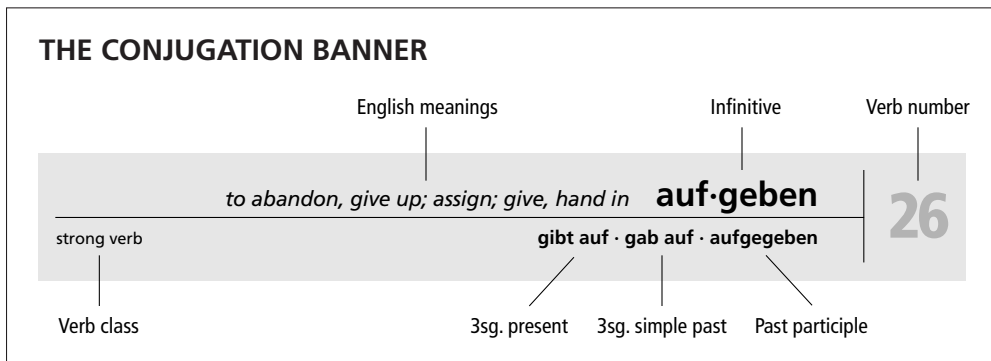 THE CONJUGATION BANNER
English meanings Infinitive Verb number
to abandon, give up; assign; give, hand in auf·geben
26
strong verb gibt auf · gab auf · aufgegeben
Verb class 3sg. present 3sg. simple past Past participle